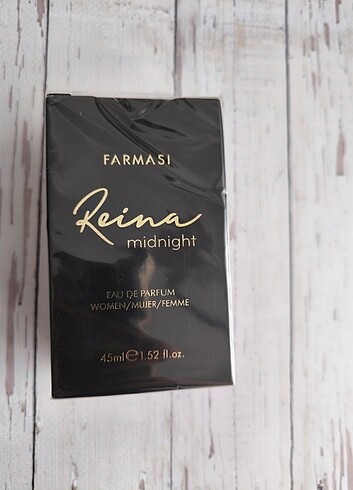 FARMASI
Reina
midnight
EAU DE PARFUM
WOMEN/MUJER/FEMME
45ml℮1.52 fl.oz.